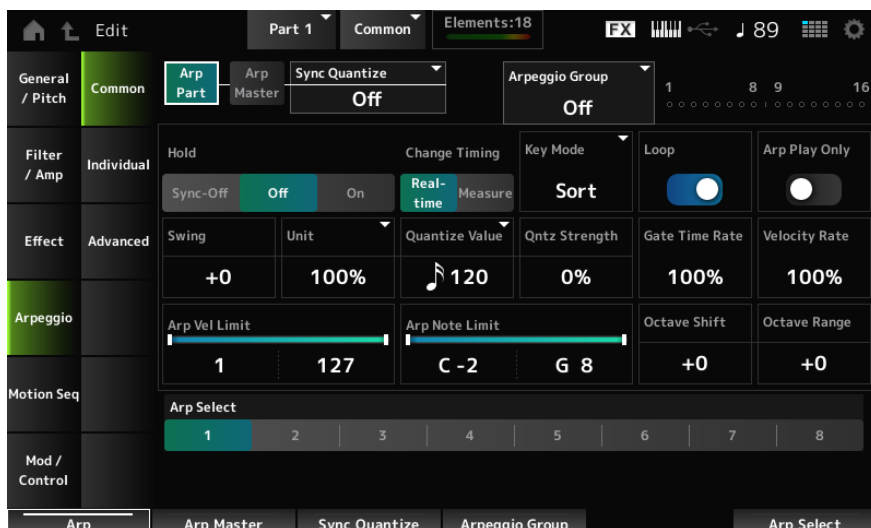 Edit
Part 1
Common
Elements:18
FX
♩ 89
General / Pitch
Common
Arp Part
Arp Master
Sync Quantize
Off
Arpeggio Group
Off
1 8 9 16
Filter / Amp
Individual
Hold
Sync-Off Off On
Change Timing
Real-time Measure
Key Mode
Sort
Loop
Arp Play Only
Effect
Advanced
Swing
+0
Unit
100%
Quantize Value
120
Qntz Strength
0%
Gate Time Rate
100%
Velocity Rate
100%
Arpeggio
Arp Vel Limit
1 127
Arp Note Limit
C -2 G 8
Octave Shift
+0
Octave Range
+0
Motion Seq
Arp Select
1 2 3 4 5 6 7 8
Mod / Control
Arp
Arp Master
Sync Quantize
Arpeggio Group
Arp Select